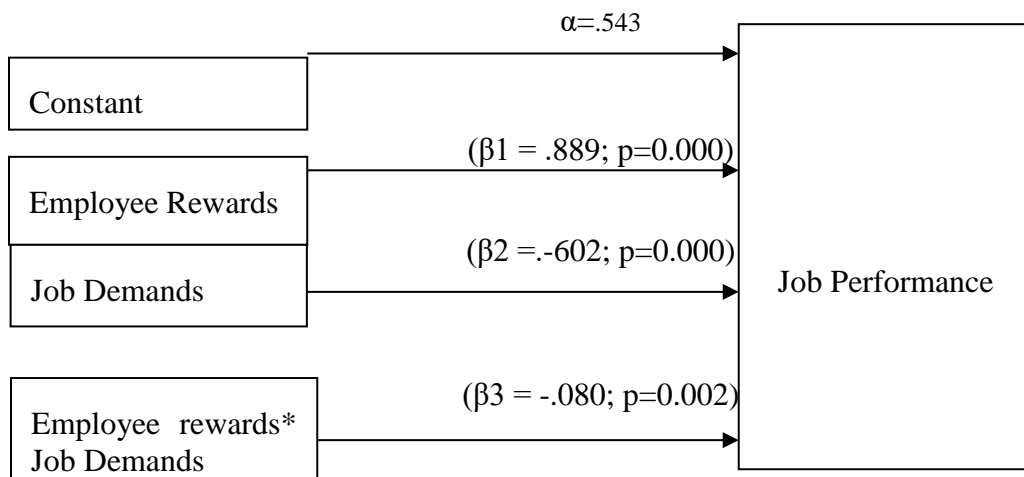 α=.543
Constant
(β1 = .889; p=0.000)
Employee Rewards
(β2 =.-602; p=0.000)
Job Demands
Job Performance
(β3 = -.080; p=0.002)
Employee rewards*
Job Demands